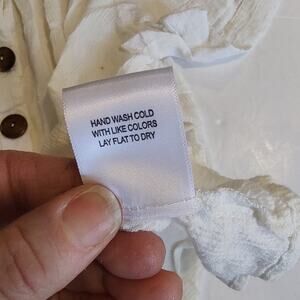 HAND WASH COLD
WITH LIKE COLORS
LAY FLAT TO DRY